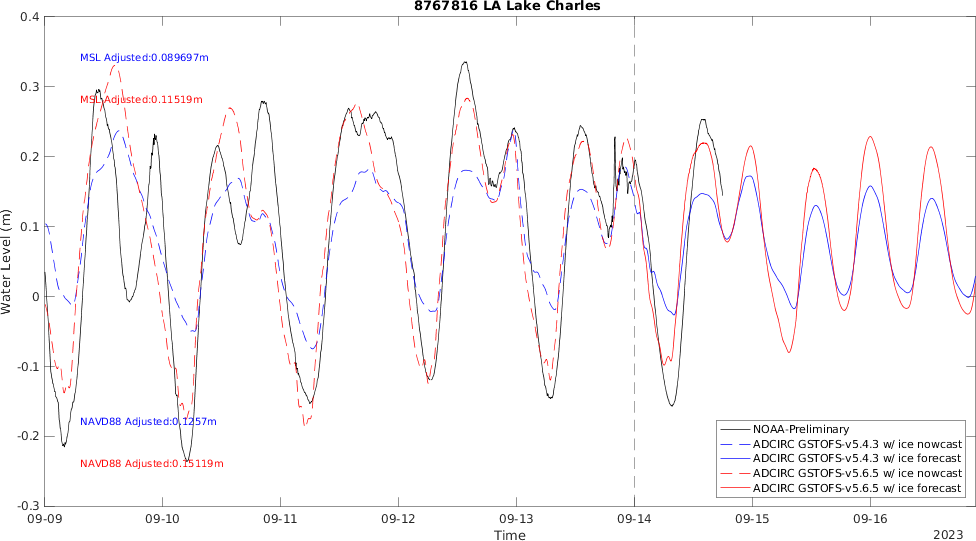 8767816 LA Lake Charles
0.4
MSL Adjusted:0.089697m
0.3
MSL Adjusted:0.11519m
0.2
0.1
Water Level (m)
0
-0.1
NAVD88 Adjusted:0.1257m
-0.2
NAVD88 Adjusted:0.15119m
-0.3
NOAA-Preliminary
ADCIRC GSTOFS-v5.4.3 w/ ice nowcast
ADCIRC GSTOFS-v5.4.3 w/ ice forecast
ADCIRC GSTOFS-v5.6.5 w/ ice nowcast
ADCIRC GSTOFS-v5.6.5 w/ ice forecast
09-09 09-10 09-11 09-12 09-13 09-14 09-15 09-16
Time
2023